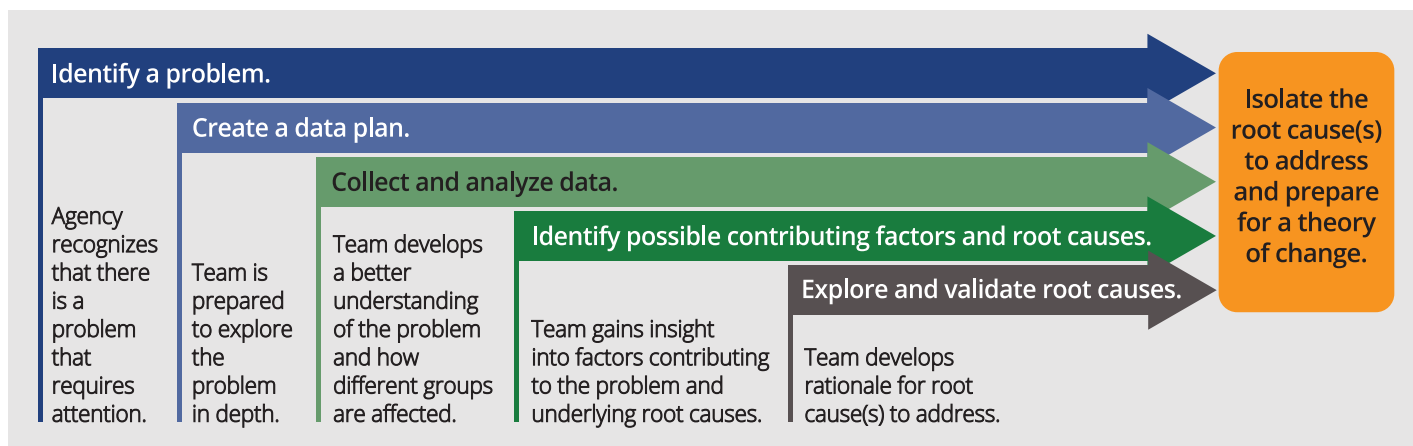 Identify a problem.
Agency
recognizes
that there
is a
problem
that
requires
attention.
Create a data plan.
Team is
prepared
to explore
the
problem
in depth.
Collect and analyze data.
Team develops
a better
understanding
of the problem
and how
different groups
are affected.
Identify possible contributing factors and root causes.
Team gains insight
into factors contributing
to the problem and
underlying root causes.
Explore and validate root causes.
Team develops
rationale for root
cause(s) to address.
Isolate the
root cause(s)
to address
and prepare
for a theory
of change.